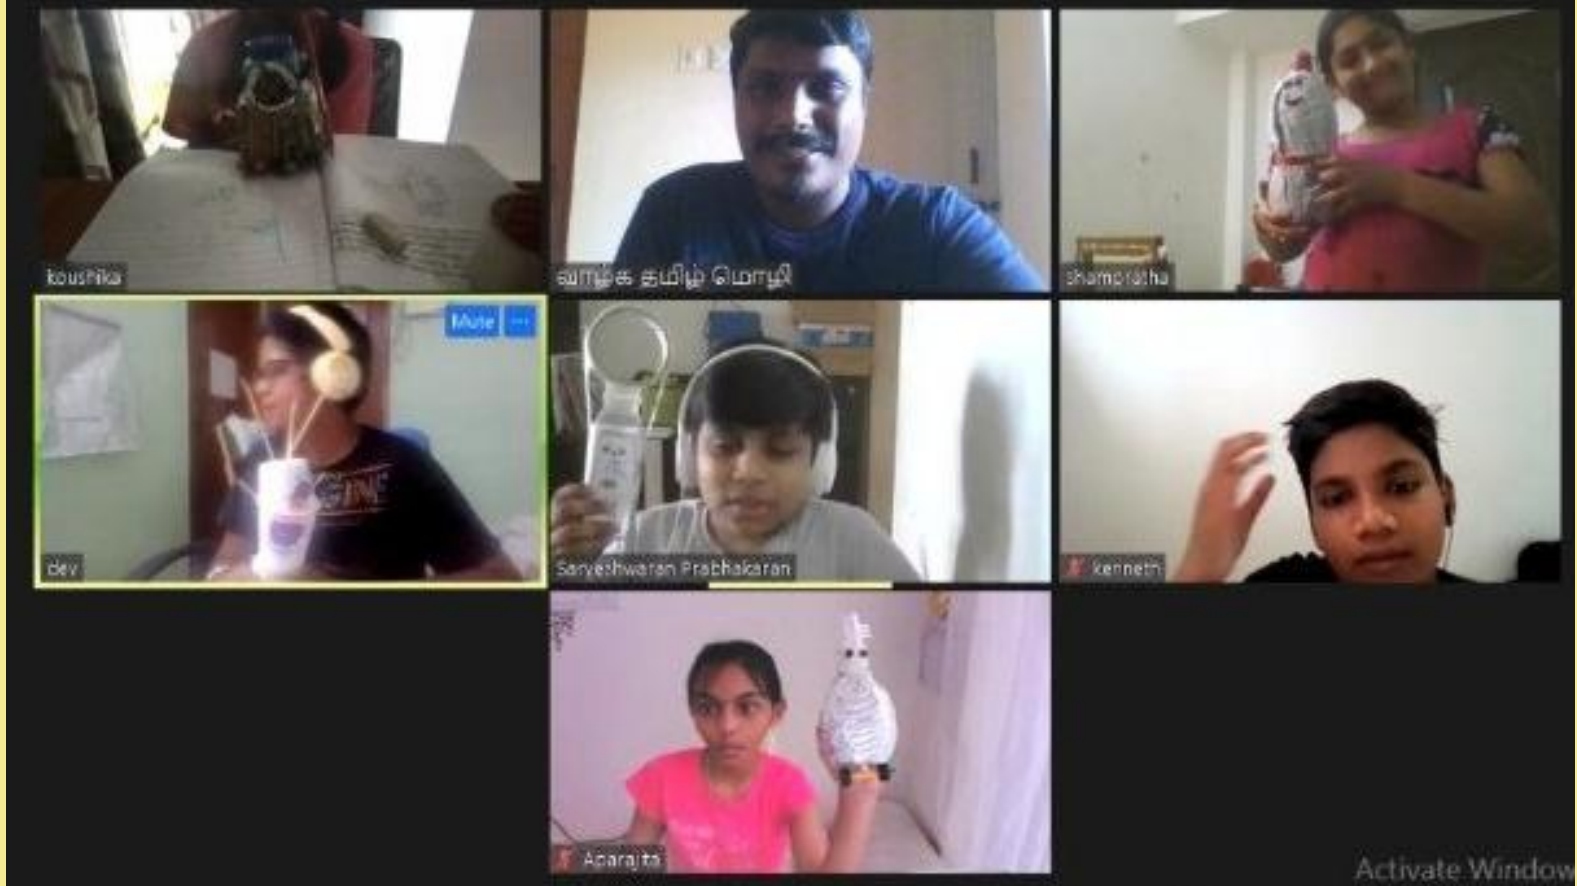 koushika
வாழ்க தமிழ் மொழி
shampratha
Mute ...
dev
Sarveshwaran Prabhakaran
kenneth
Aparajita
Activate Window